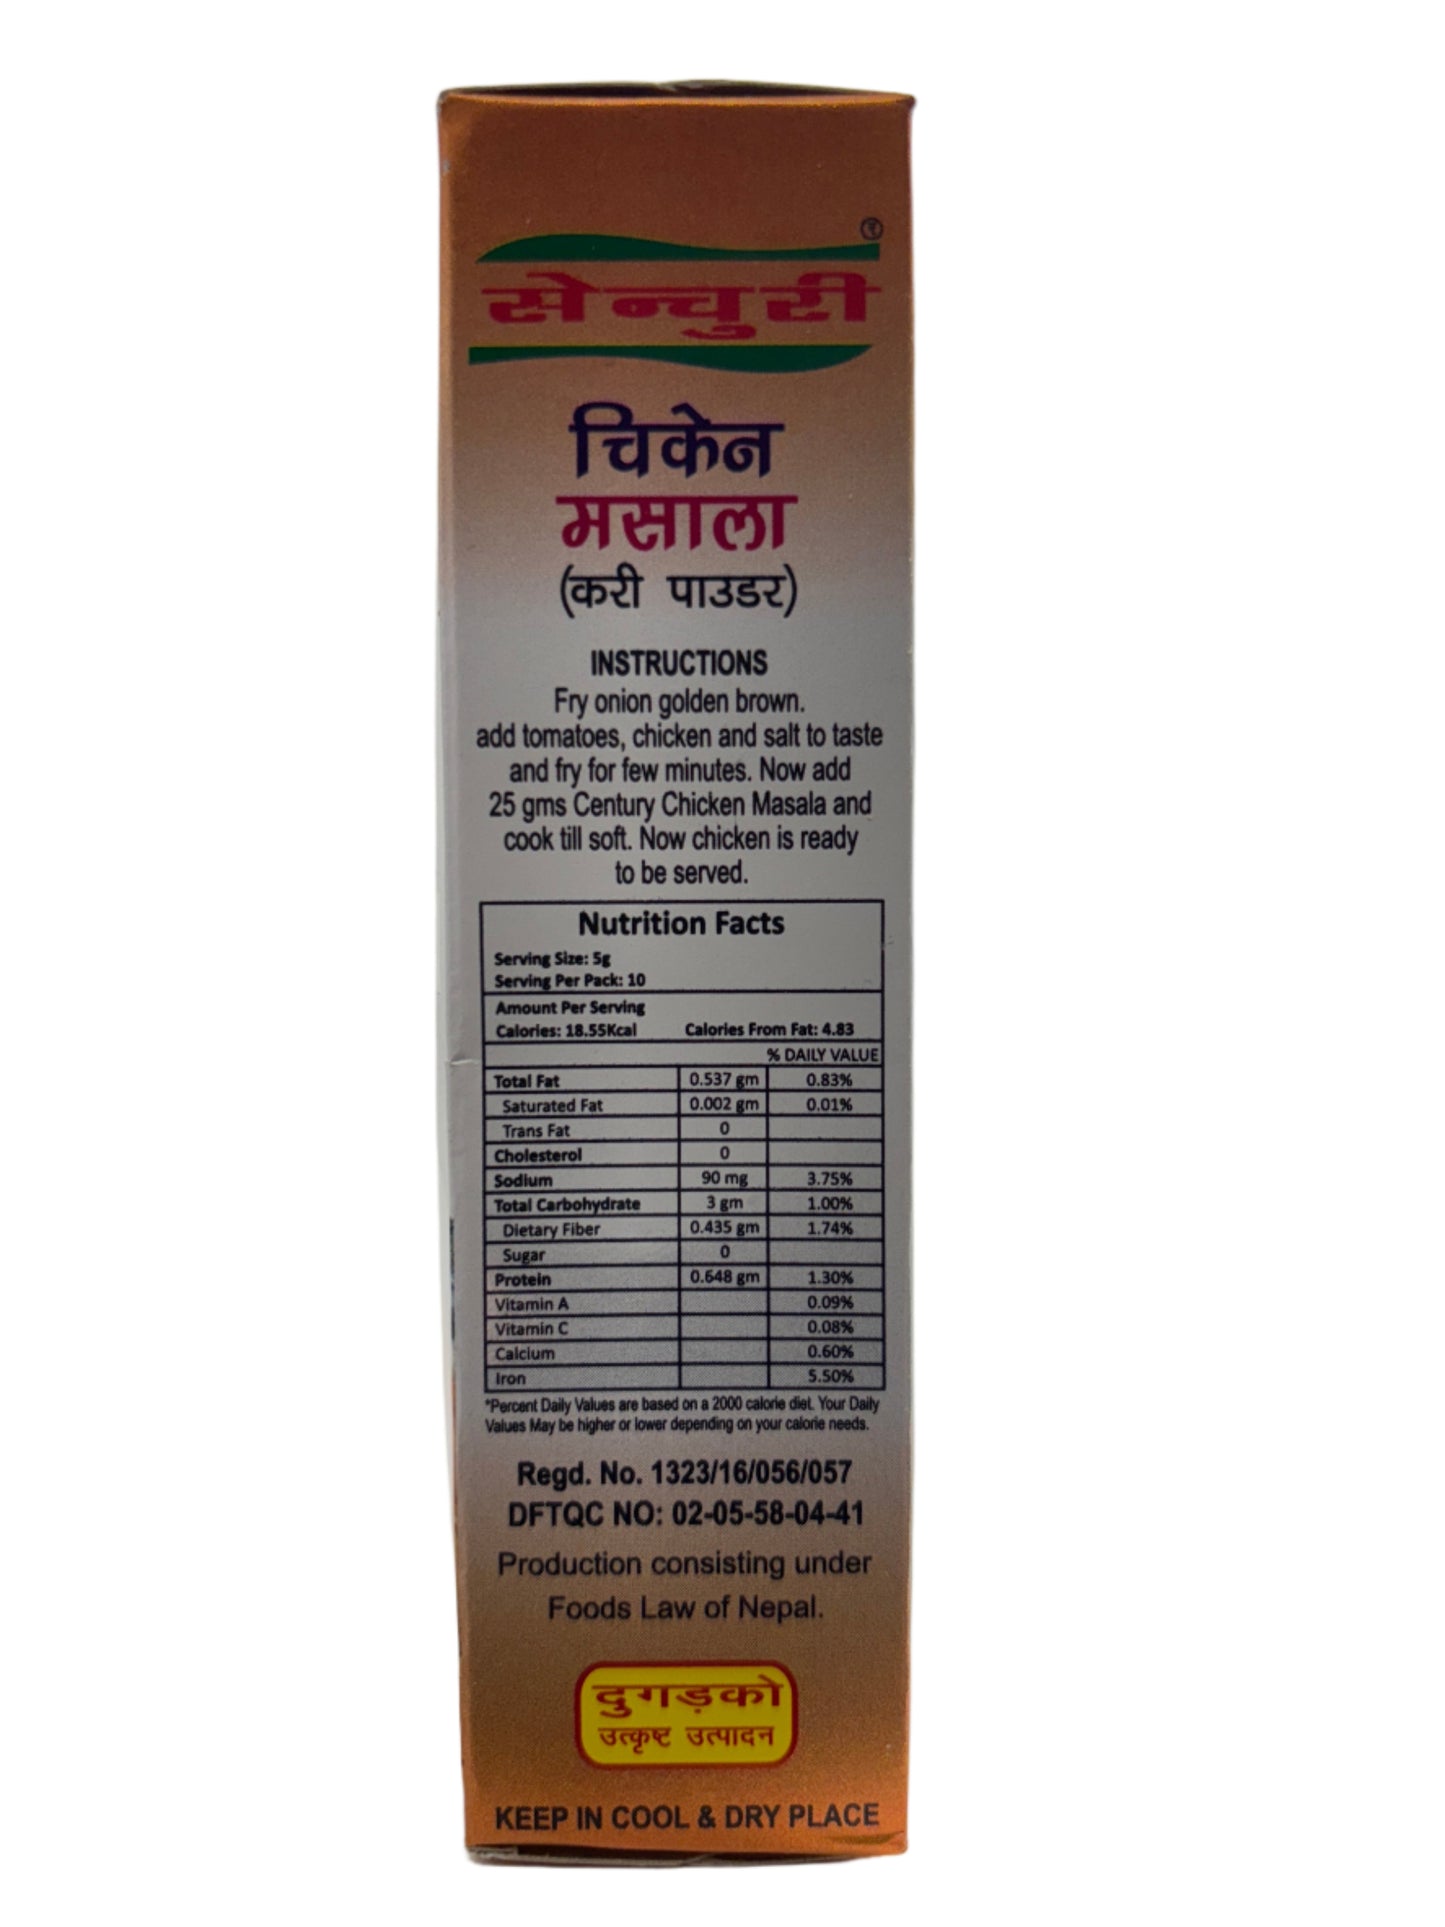 ®
सेन्चुरी
चिकेन
मसाला
(करी पाउडर)
INSTRUCTIONS
Fry onion golden brown.
add tomatoes, chicken and salt to taste
and fry for few minutes. Now add
25 gms Century Chicken Masala and
cook till soft. Now chicken is ready
to be served.
Nutrition Facts
Serving Size: 5g
Serving Per Pack: 10
Amount Per Serving
Calories: 18.55Kcal Calories From Fat: 4.83
% DAILY VALUE
Total Fat 0.537 gm 0.83%
Saturated Fat 0.002 gm 0.01%
Trans Fat 0
Cholesterol 0
Sodium 90 mg 3.75%
Total Carbohydrate 3 gm 1.00%
Dietary Fiber 0.435 gm 1.74%
Sugar 0
Protein 0.648 gm 1.30%
Vitamin A 0.09%
Vitamin C 0.08%
Calcium 0.60%
Iron 5.50%
*Percent Daily Values are based on a 2000 calorie diet. Your Daily
Values May be higher or lower depending on your calorie needs.
Regd. No. 1323/16/056/057
DFTQC NO: 02-05-58-04-41
Production consisting under
Foods Law of Nepal.
दुगड़को
उत्कृष्ट उत्पादन
KEEP IN COOL & DRY PLACE